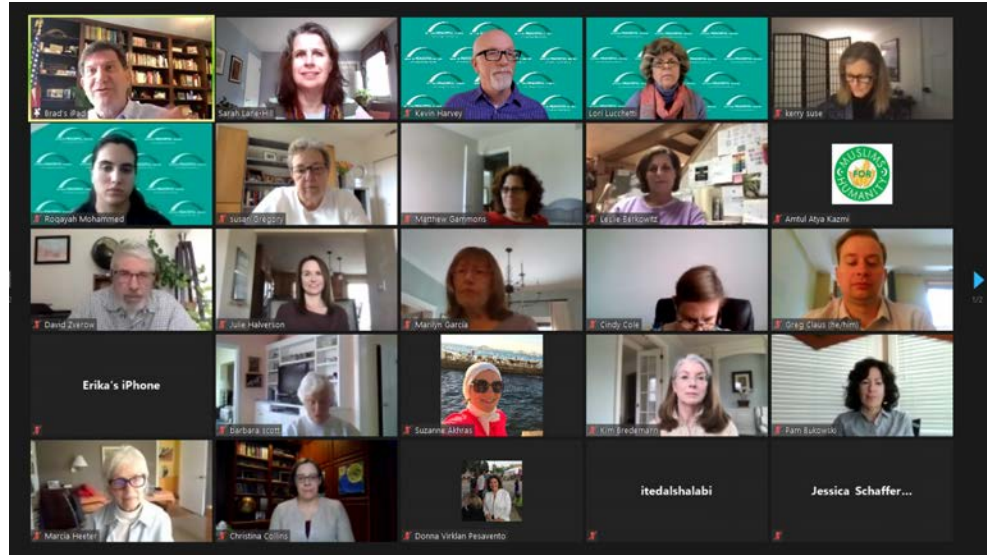 Brad's iPad
Sarah Lane-Hill
Kevin Harvey
Lori Lucchetti
kerry suse
Roqayah Mohammed
susan Gregory
Matthew Gammons
Leslie Berkowitz
MUSLIMS
FOR
HUMANITY
Amtul Atya Kazmi
David Zverow
Julie Halverson
Marilyn Garcia
Cindy Cole
Greg Claus (he/him)
Erika's iPhone
Barbara scott
Suzanne Akhras
Kim Bredemann
Pam Bukowski
1/2
Marcia Heeter
Christina Collins
Donna Virklan Pesavento
itedalshalabi
Jessica Schaffer...